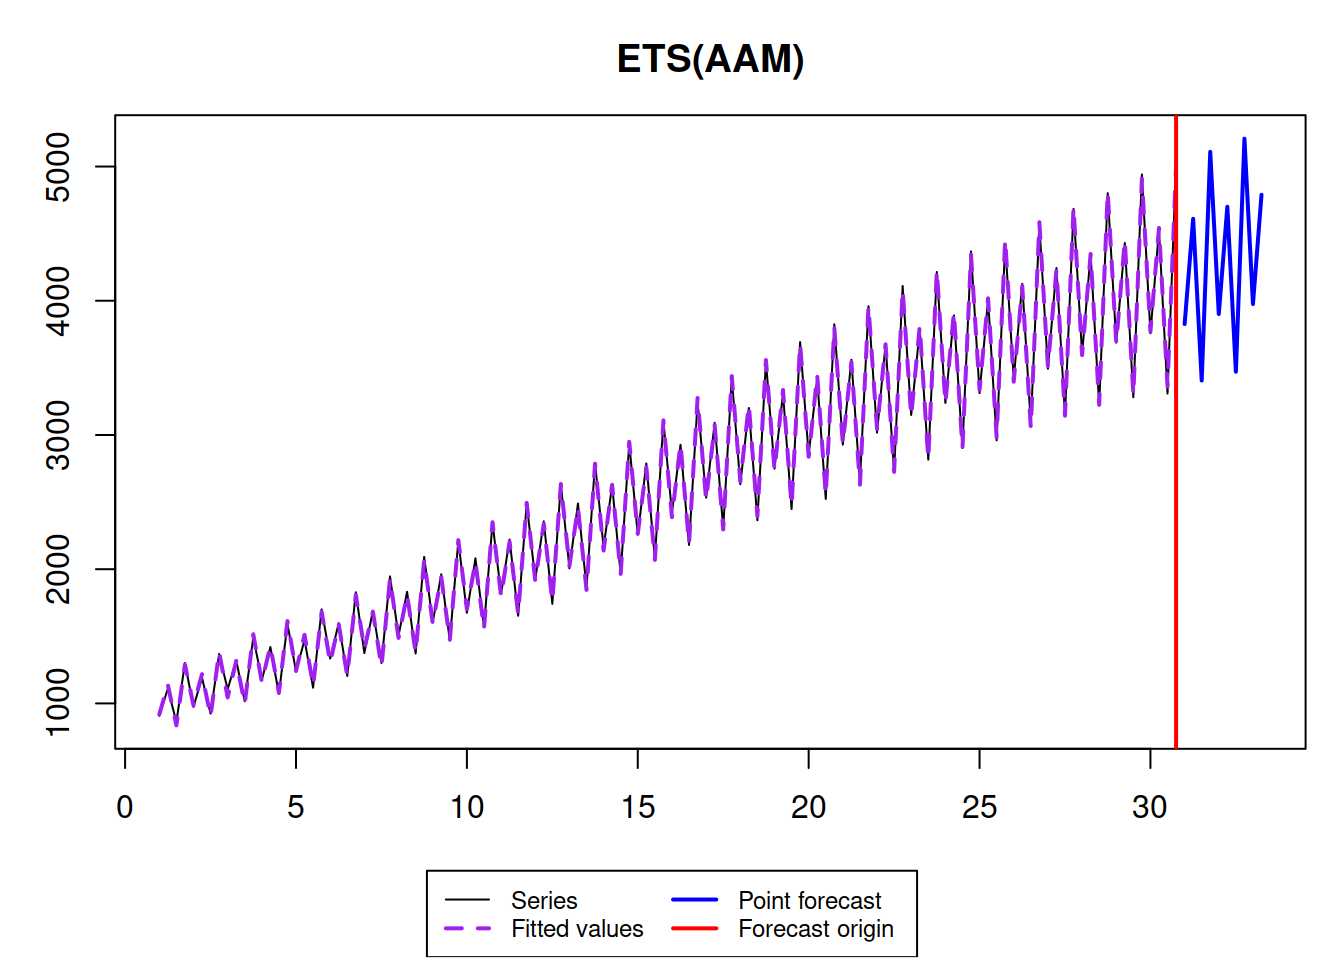 ETS(AAM)
5000
4000
3000
2000
1000
0 5 10 15 20 25 30
Series
Fitted values
Point forecast
Forecast origin